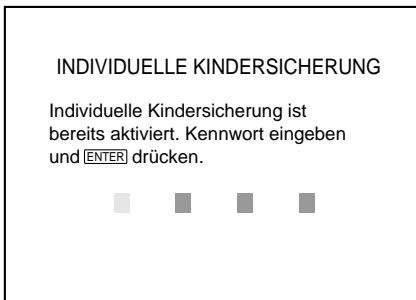 INDIVIDUELLE KINDERSICHERUNG
Individuelle Kindersicherung ist
bereits aktiviert. Kennwort eingeben
und ENTER drücken.